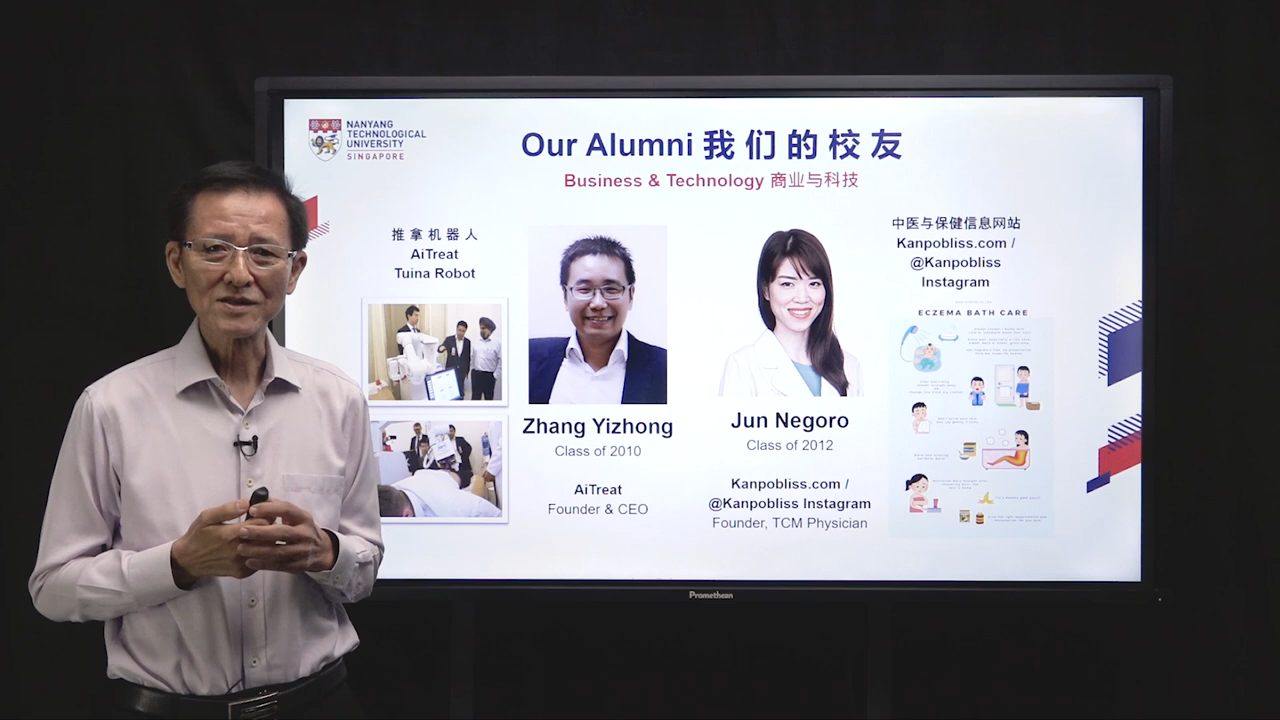 NANYANG
TECHNOLOGICAL
UNIVERSITY
SINGAPORE
Our Alumni 我们的校友
Business & Technology 商业与科技
推拿机器人
AiTreat
Tuina Robot
Zhang Yizhong
Class of 2010
AiTreat
Founder & CEO
Jun Negoro
Class of 2012
Kanpobliss.com /
@Kanpobliss Instagram
Founder, TCM Physician
中医与保健信息网站
Kanpobliss.com /
@Kanpobliss
Instagram
ECZEMA BATH CARE
Promethean